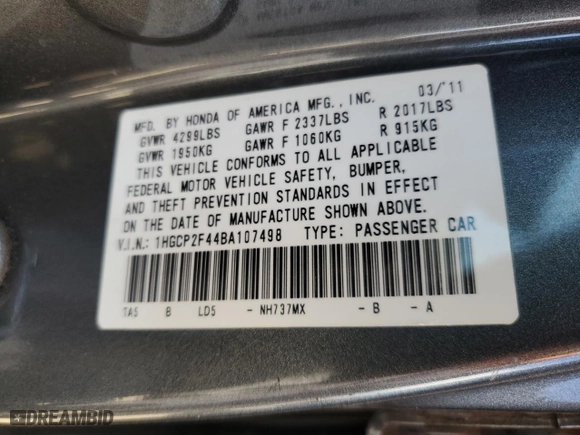 MFD. BY HONDA OF AMERICA MFG., INC. 03/'11
GVWR 4299LBS GAWR F 2337LBS R 2017LBS
GVWR 1950KG GAWR F 1060KG R 915KG
THIS VEHICLE CONFORMS TO ALL APPLICABLE
FEDERAL MOTOR VEHICLE SAFETY, BUMPER,
AND THEFT PREVENTION STANDARDS IN EFFECT
ON THE DATE OF MANUFACTURE SHOWN ABOVE.
V.I.N.: 1HGCP2F44BA107498 TYPE: PASSENGER CAR
TA5 B LD5 - NH737MX - B - A
DREAMBID